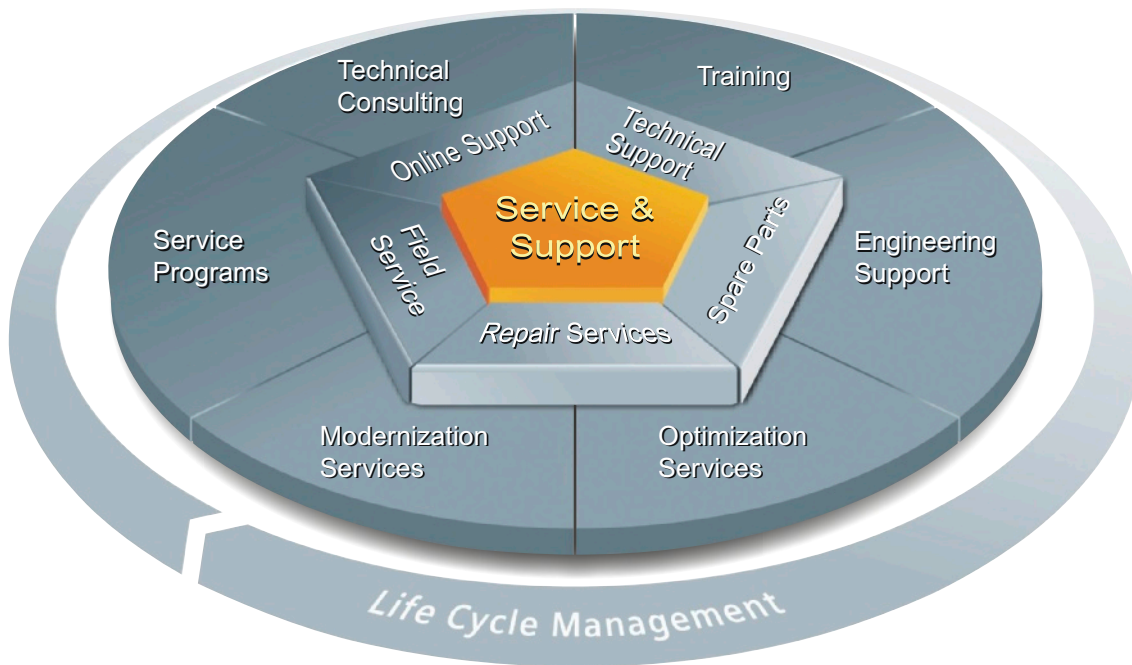 Technical
Consulting
Training
Online Support
Technical
Support
Service &
Support
Service
Programs
Field
Service
Spare Parts
Engineering
Support
Repair Services
Modernization
Services
Optimization
Services
Life Cycle Management